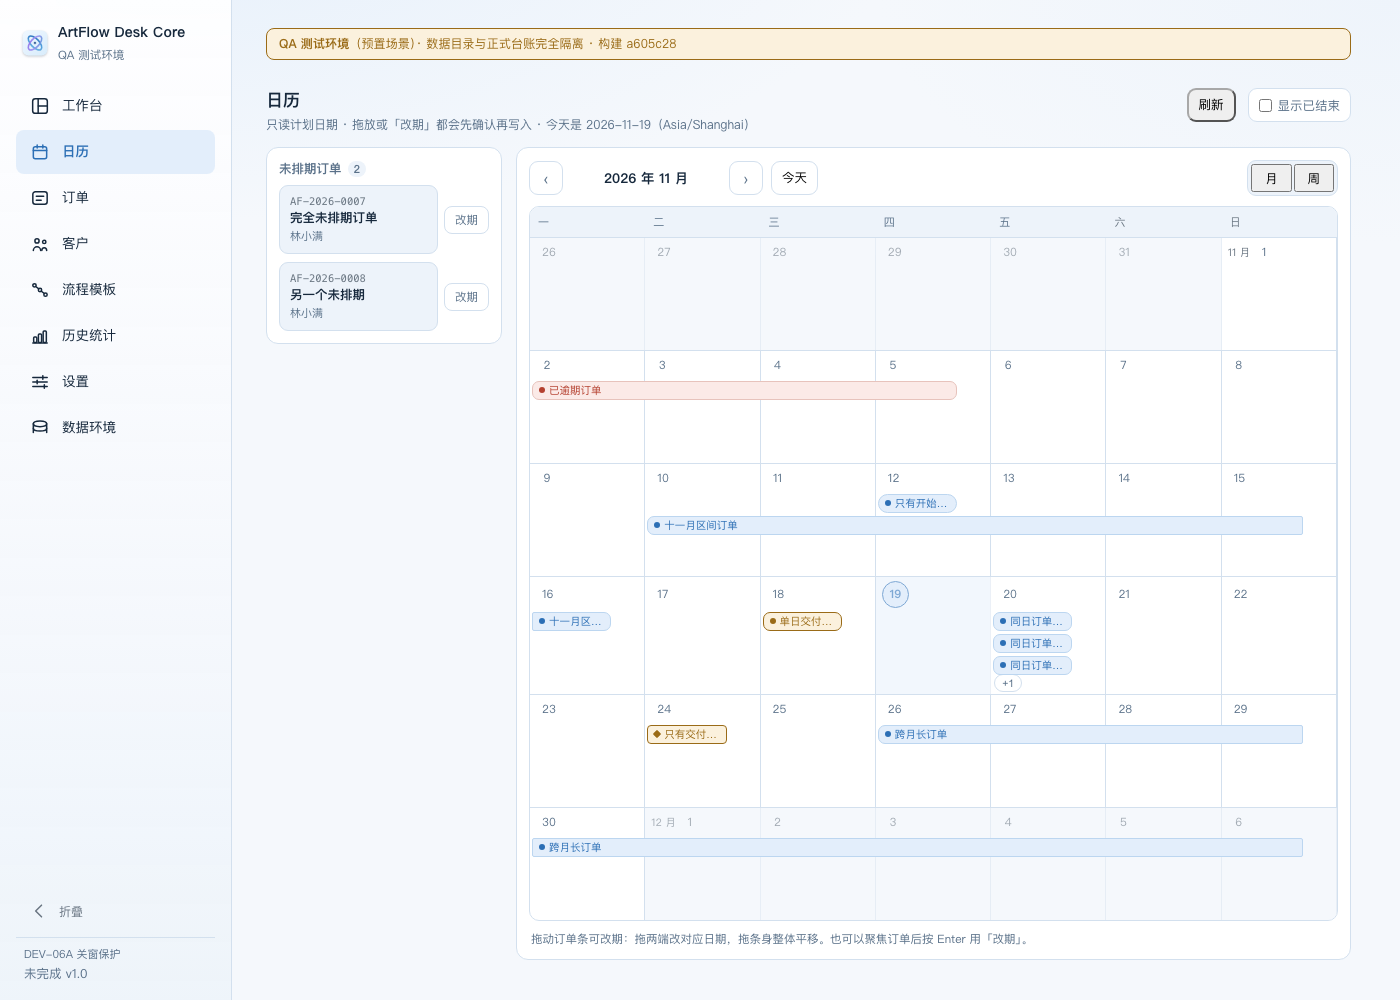 ArtFlow Desk Core
QA 测试环境
工作台
日历
订单
客户
流程模板
历史统计
设置
数据环境
折叠
DEV-06A 关窗保护
未完成 v1.0
QA 测试环境（预置场景）· 数据目录与正式台账完全隔离 · 构建 a605c28
日历
只读计划日期 · 拖放或「改期」都会先确认再写入 · 今天是 2026-11-19（Asia/Shanghai）
刷新
显示已结束
未排期订单 2
AF-2026-0007
完全未排期订单
林小满
改期
AF-2026-0008
另一个未排期
林小满
改期
‹ 2026 年 11 月 › 今天 月 周
一 二 三 四 五 六 日
26 27 28 29 30 31 11 月 1
2 3 4 5 6 7 8
已逾期订单
9 10 11 12 13 14 15
只有开始…
十一月区间订单
16 17 18 19 20 21 22
十一月区… 单日交付… 同日订单…
同日订单…
同日订单…
+1
23 24 25 26 27 28 29
只有交付… 跨月长订单
30 12 月 1 2 3 4 5 6
跨月长订单
拖动订单条可改期：拖两端改对应日期，拖条身整体平移。也可以聚焦订单后按 Enter 用「改期」。